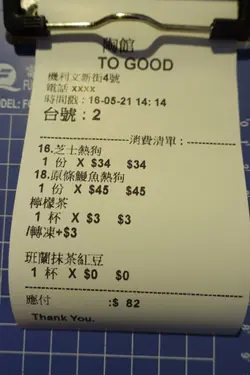 陶館
TO GOOD
機利文新街4號
電話 xxxx
時間戳 : 16-05-21 14 : 14
台號 : 2
消費清單 :
16.芝士熱狗
1 份 X $34 $34
18.原條鰻魚熱狗
1 份 X $45 $45
檸檬茶
1 杯 X $3 $3
/轉凍+$3
班蘭抹茶紅豆
1 杯 X $0 $0
應付 :$ 82
Thank You.